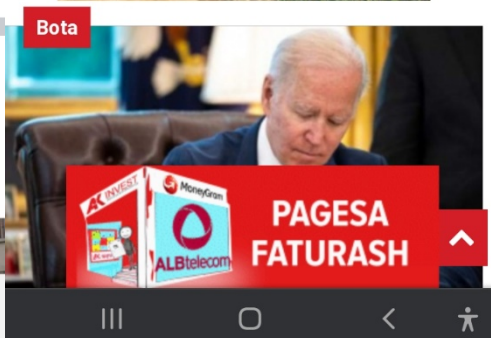 Bota
AK INVEST
MoneyGram
ALBtelecom
PAGESA
FATURASH